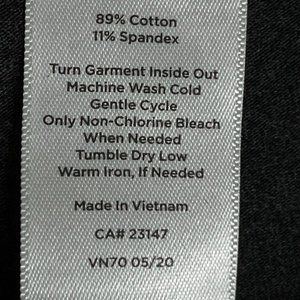 89% Cotton
11% Spandex
Turn Garment Inside Out
Machine Wash Cold
Gentle Cycle
Only Non-Chlorine Bleach
When Needed
Tumble Dry Low
Warm Iron, If Needed
Made In Vietnam
CA# 23147
VN70 05/20